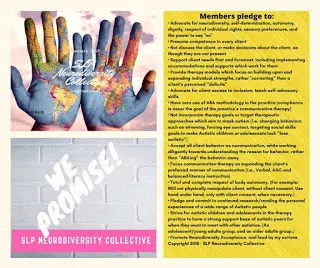 SLP
Neurodiversity
Collective
WE
PROMISE!
SLP NEURODIVERSITY COLLECTIVE
Members pledge to:
* Advocate for neurodiversity, self-determination, autonomy,
dignity, respect of individual rights, sensory preferences, and
the power to say "no"
* Presume competence in every client
* Not discuss the client, or make decisions about the client, as
though they are not present
* Support client needs first and foremost, including implementing
accommodations and supports which work for them
* Provide therapy models which focus on building upon and
expanding individual strengths, rather "correcting" than a
client's perceived "deficits"
* Advocate for client access to inclusion; teach self-advocacy
skills
* Have zero use of ABA methodology in the practice (compliance
is never the goal of the practice's communication therapy)
* Not incorporate therapy goals or target therapeutic
approaches which aim to mask autism (i.e. changing behaviors
such as stimming, forcing eye contact, targeting social skills
goals to make Autistic children or adolescents look "less
autistic")
* Accept all client behavior as communication, while working
diligently towards understanding the reason for behavior, rather
than "ABAing" the behavior away
* Focus communication therapy on expanding the client's
preferred manner of communication (i.e., Verbal, AAC and
balanced literacy instruction)
* Total and complete respect of body autonomy. (For example:
Will not physically manipulate client, without client consent. Use
hand under hand, only with client consent, when necessary.)
* Pledge and commit to continued research/reading the personal
experiences of a wide range of Autistic people
* Strive for autistic children and adolescents in the therapy
practice to have a strong support base of autistic peers for
when they want to meet with other autistics. (An
adolescent/young adults group, and an older adults group.)
* Promote Neurodiversity Acceptance, and lead by my actions
Copyright 2018 - SLP Neurodiversity Collective